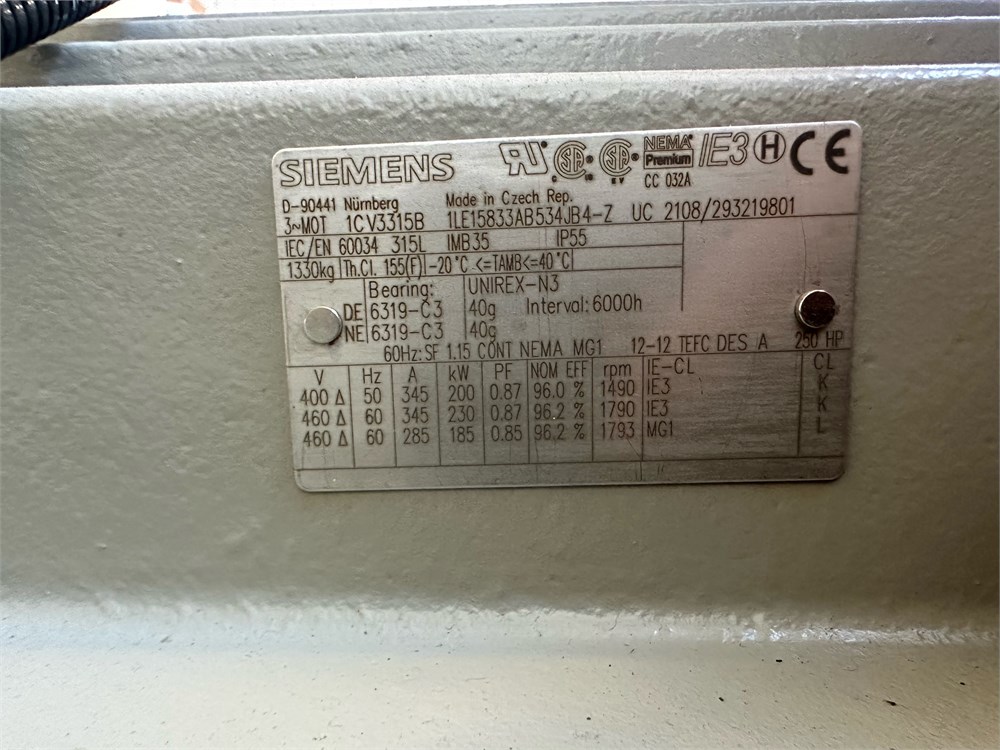 SIEMENS UR CSA C US CSA EV NEMA Premium IE3 H CE
CC 032A
D-90441 Nürnberg Made in Czech Rep.
3~MOT 1CV3315B 1LE15833AB534JB4-Z UC 2108/293219801
IEC/EN 60034 315L IMB35 IP55
1330kg Th.Cl. 155(F) -20°C <=TAMB<=40°C
Bearing: UNIREX-N3
DE 6319-C3 40g Interval: 6000h
NE 6319-C3 40g
60Hz: SF 1.15 CONT NEMA MG1 12-12 TEFC DES A 250 HP
V Hz A kW PF NOM EFF rpm IE-CL CL
400 Δ 50 345 200 0.87 96.0 % 1490 IE3 K
460 Δ 60 345 230 0.87 96.2 % 1790 IE3 K
460 Δ 60 285 185 0.85 96.2 % 1793 MG1 L